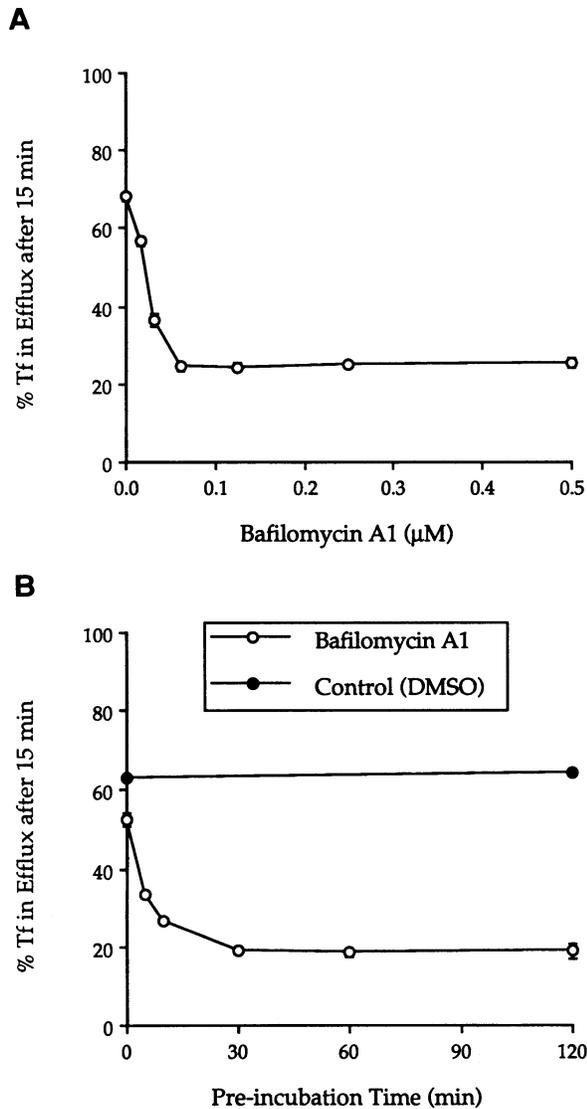 A
% Tf in Efflux after 15 min
100
80
60
40
20
0
0.0 0.1 0.2 0.3 0.4 0.5
Bafilomycin A1 (μM)
B
% Tf in Efflux after 15 min
100
80
60
40
20
0
Bafilomycin A1
Control (DMSO)
0 30 60 90 120
Pre-incubation Time (min)